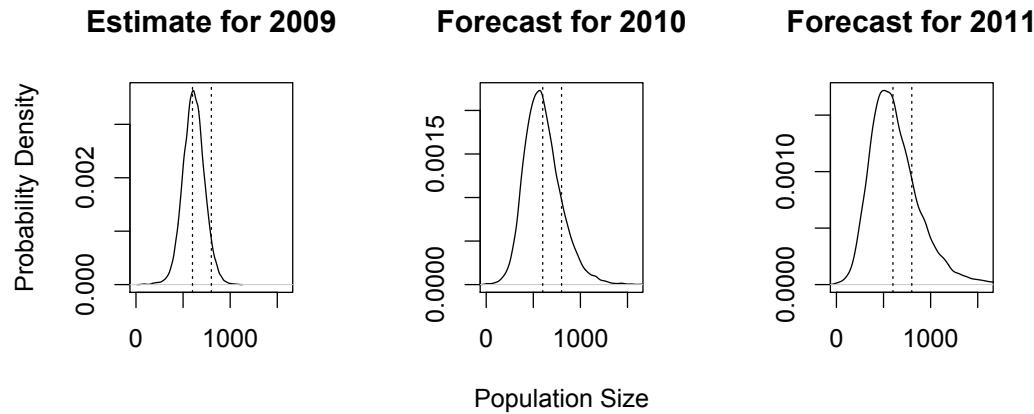 Estimate for 2009
Forecast for 2010
Forecast for 2011
Probability Density
0.000
0.002
0
1000
0.0000
0.0015
0
1000
0.0000
0.0010
0
1000
Population Size